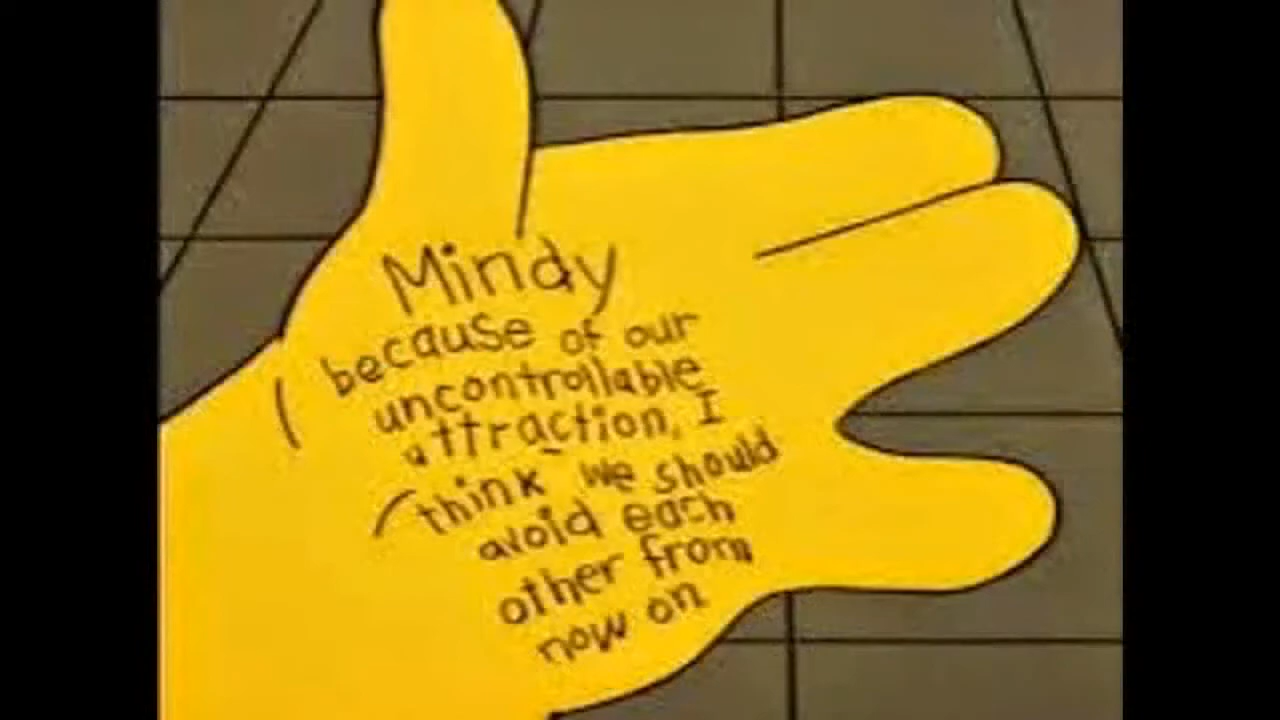 Mindy
because of our
uncontrollable
attraction, I
think we should
avoid each
other from
now on